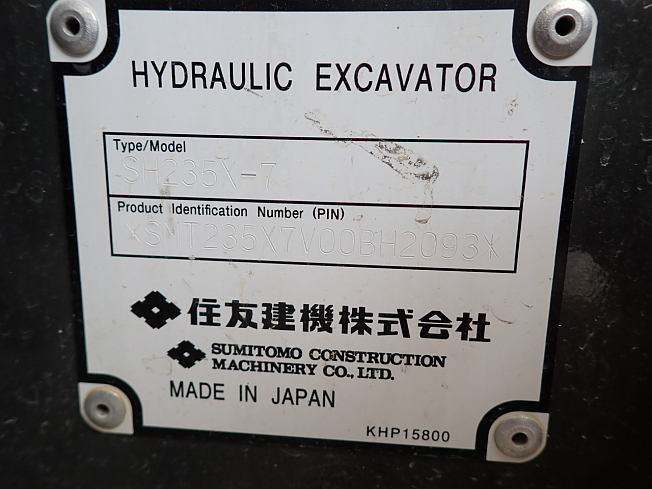 HYDRAULIC EXCAVATOR
Type/Model
SH235X-7
Product Identification Number (PIN)
*SMT235X7V00BH2093*
住友建機株式会社
SUMITOMO CONSTRUCTION
MACHINERY CO., LTD.
MADE IN JAPAN
KHP15800